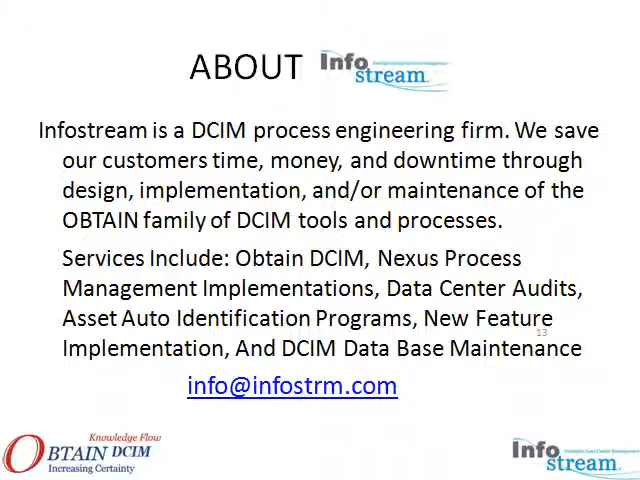 ABOUT Info stream
Infostream is a DCIM process engineering firm. We save
our customers time, money, and downtime through
design, implementation, and/or maintenance of the
OBTAIN family of DCIM tools and processes.
Services Include: Obtain DCIM, Nexus Process
Management Implementations, Data Center Audits,
Asset Auto Identification Programs, New Feature
13
Implementation, And DCIM Data Base Maintenance
info@infostrm.com
Knowledge Flow
OBTAIN DCIM
Increasing Certainty
Info
stream